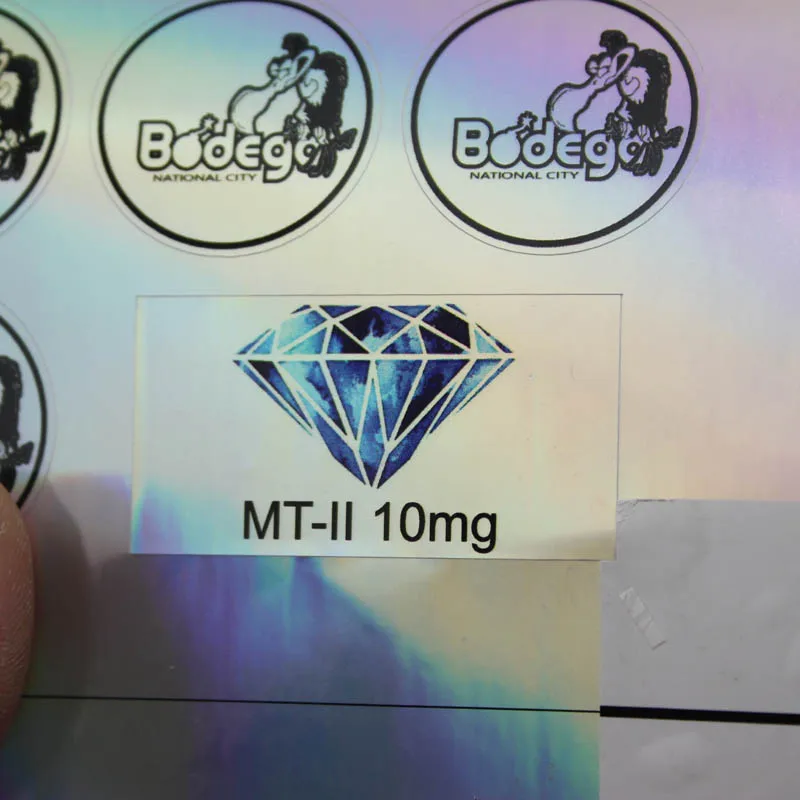 Bodega
NATIONAL CITY
Bodega
NATIONAL CITY
MT-II 10mg